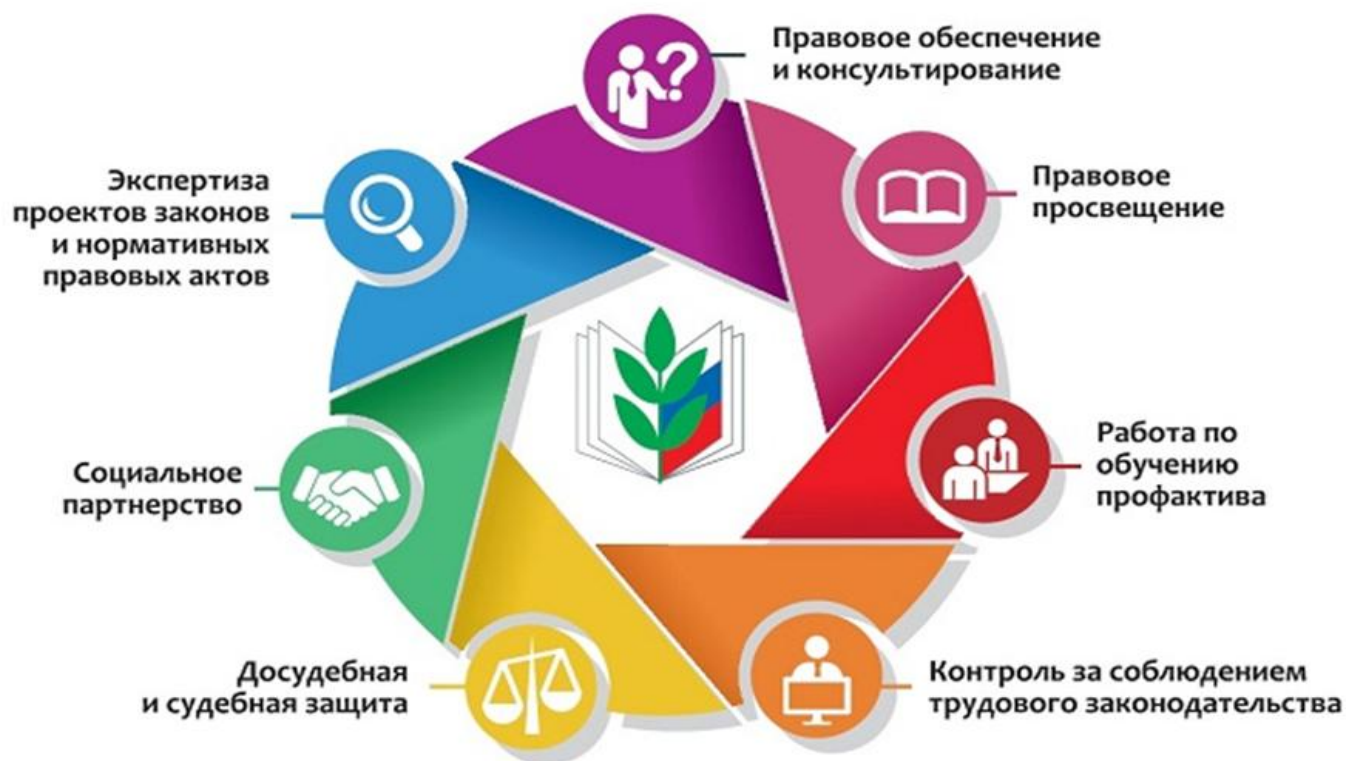 Правовое обеспечение
и консультирование
Правовое
просвещение
Работа по
обучению
профактива
Контроль за соблюдением
трудового законодательства
Досудебная
и судебная защита
Социальное
партнерство
Экспертиза
проектов законов
и нормативных
правовых актов